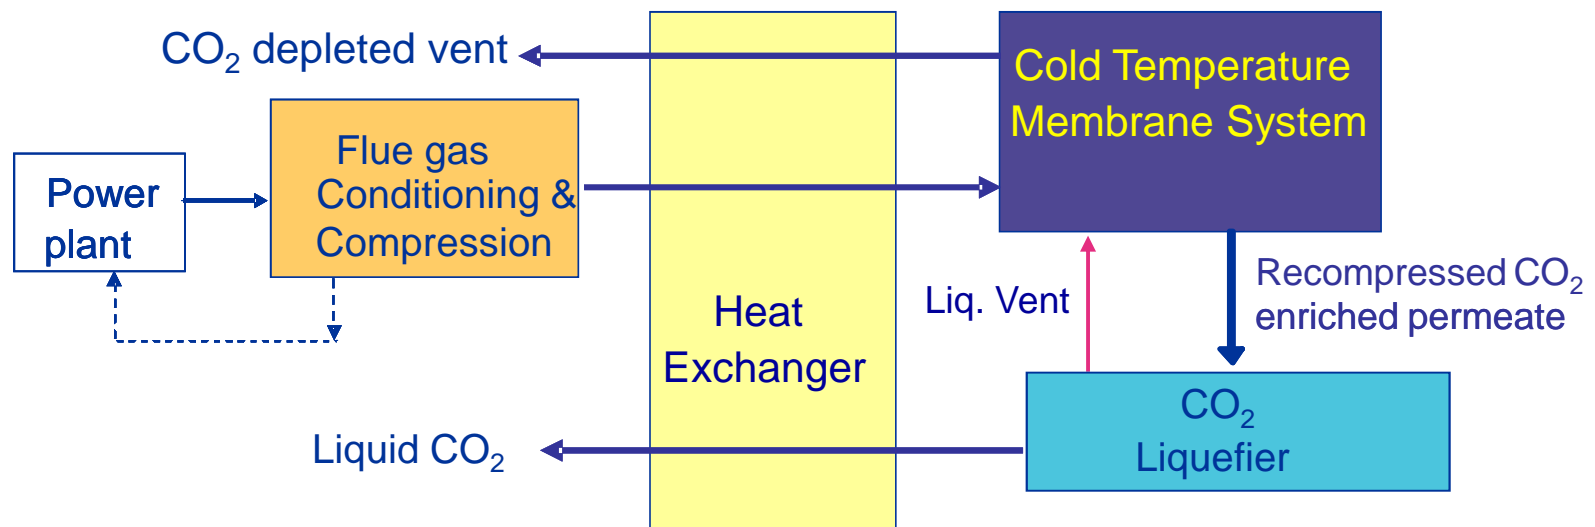 CO₂ depleted vent
Cold Temperature
Membrane System
Flue gas
Conditioning &
Compression
Power
plant
Heat
Exchanger
Liq. Vent
Recompressed CO₂
enriched permeate
CO₂
Liquefier
Liquid CO₂